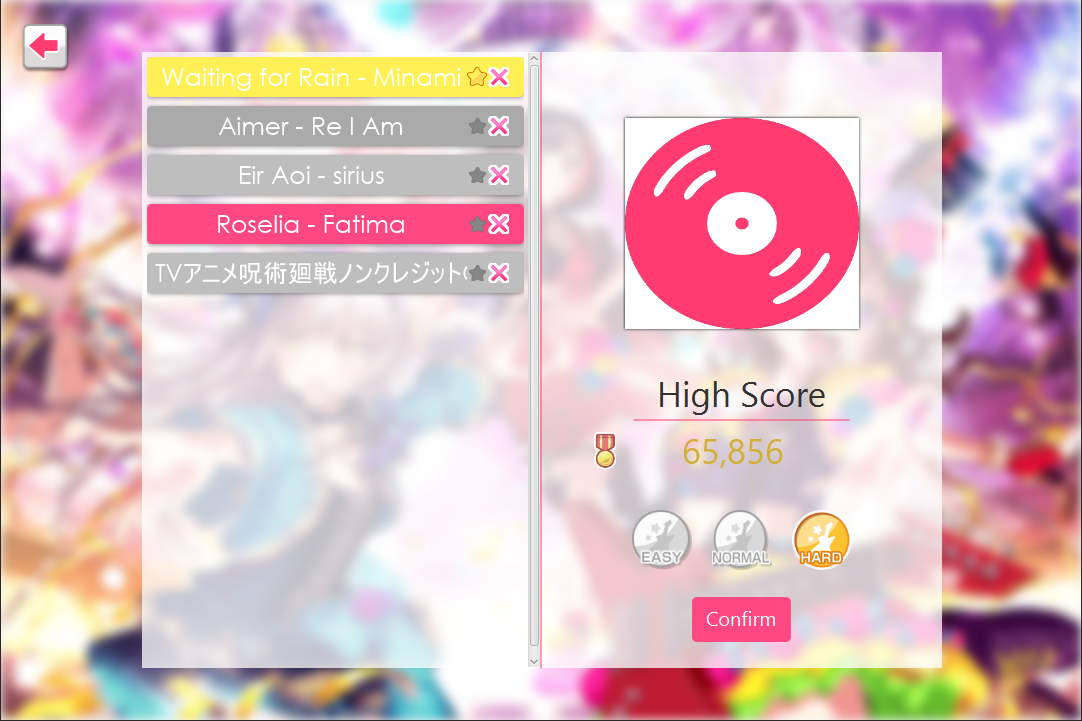 Waiting for Rain - Minami
Aimer - Re I Am
Eir Aoi - sirius
Roselia - Fatima
TVアニメ呪術廻戦ノンクレジット
High Score
65,856
EASY
NORMAL
HARD
Confirm